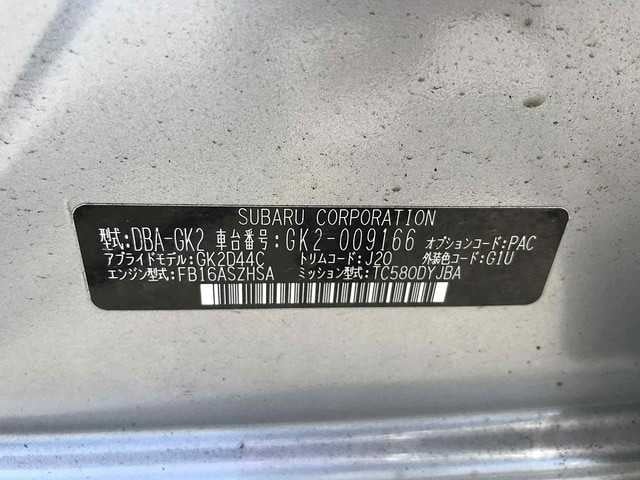 SUBARU CORPORATION
型式:DBA-GK2 車台番号:GK2-009166 オプションコード:PAC
アプライドモデル:GK2D44C トリムコード:J20 外装色コード:G1U
エンジン型式:FB16ASZHSA ミッション型式:TC580DYJBA